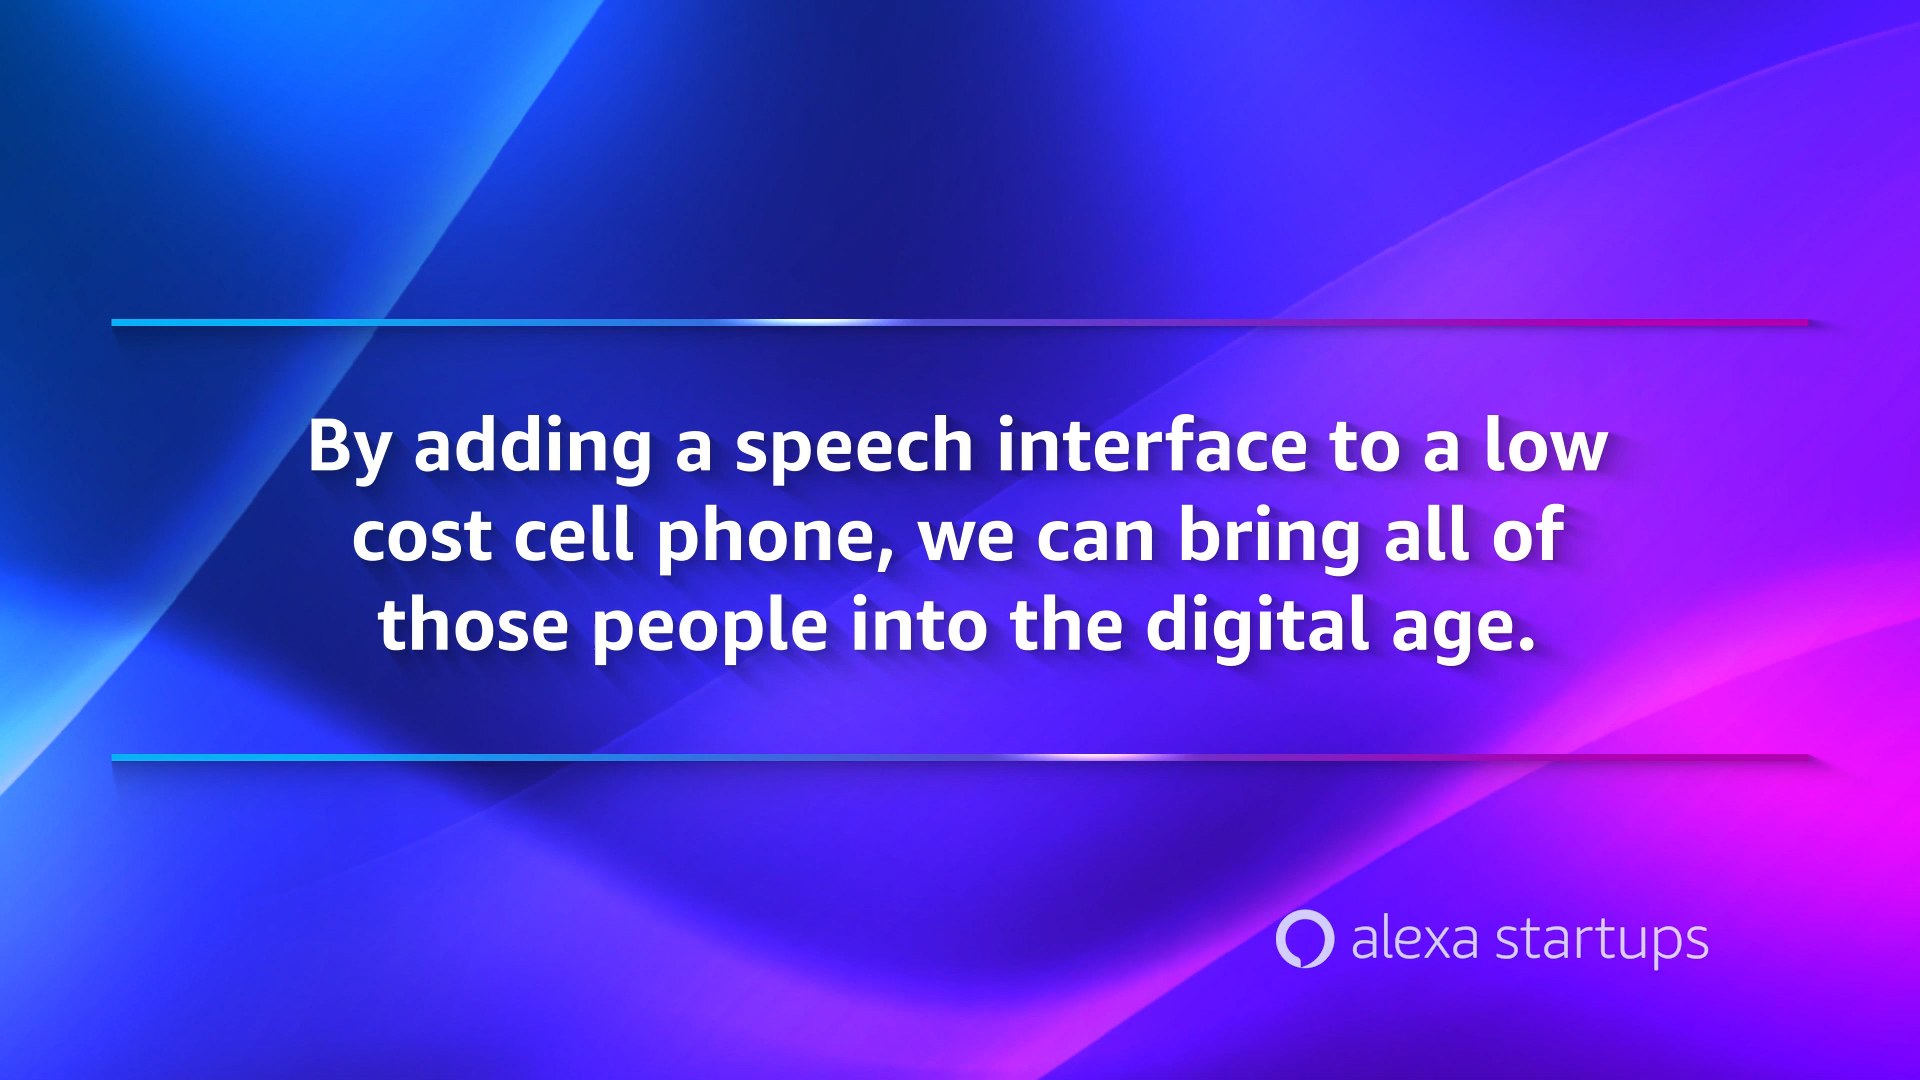 By adding a speech interface to a low
cost cell phone, we can bring all of
those people into the digital age.
alexa startups